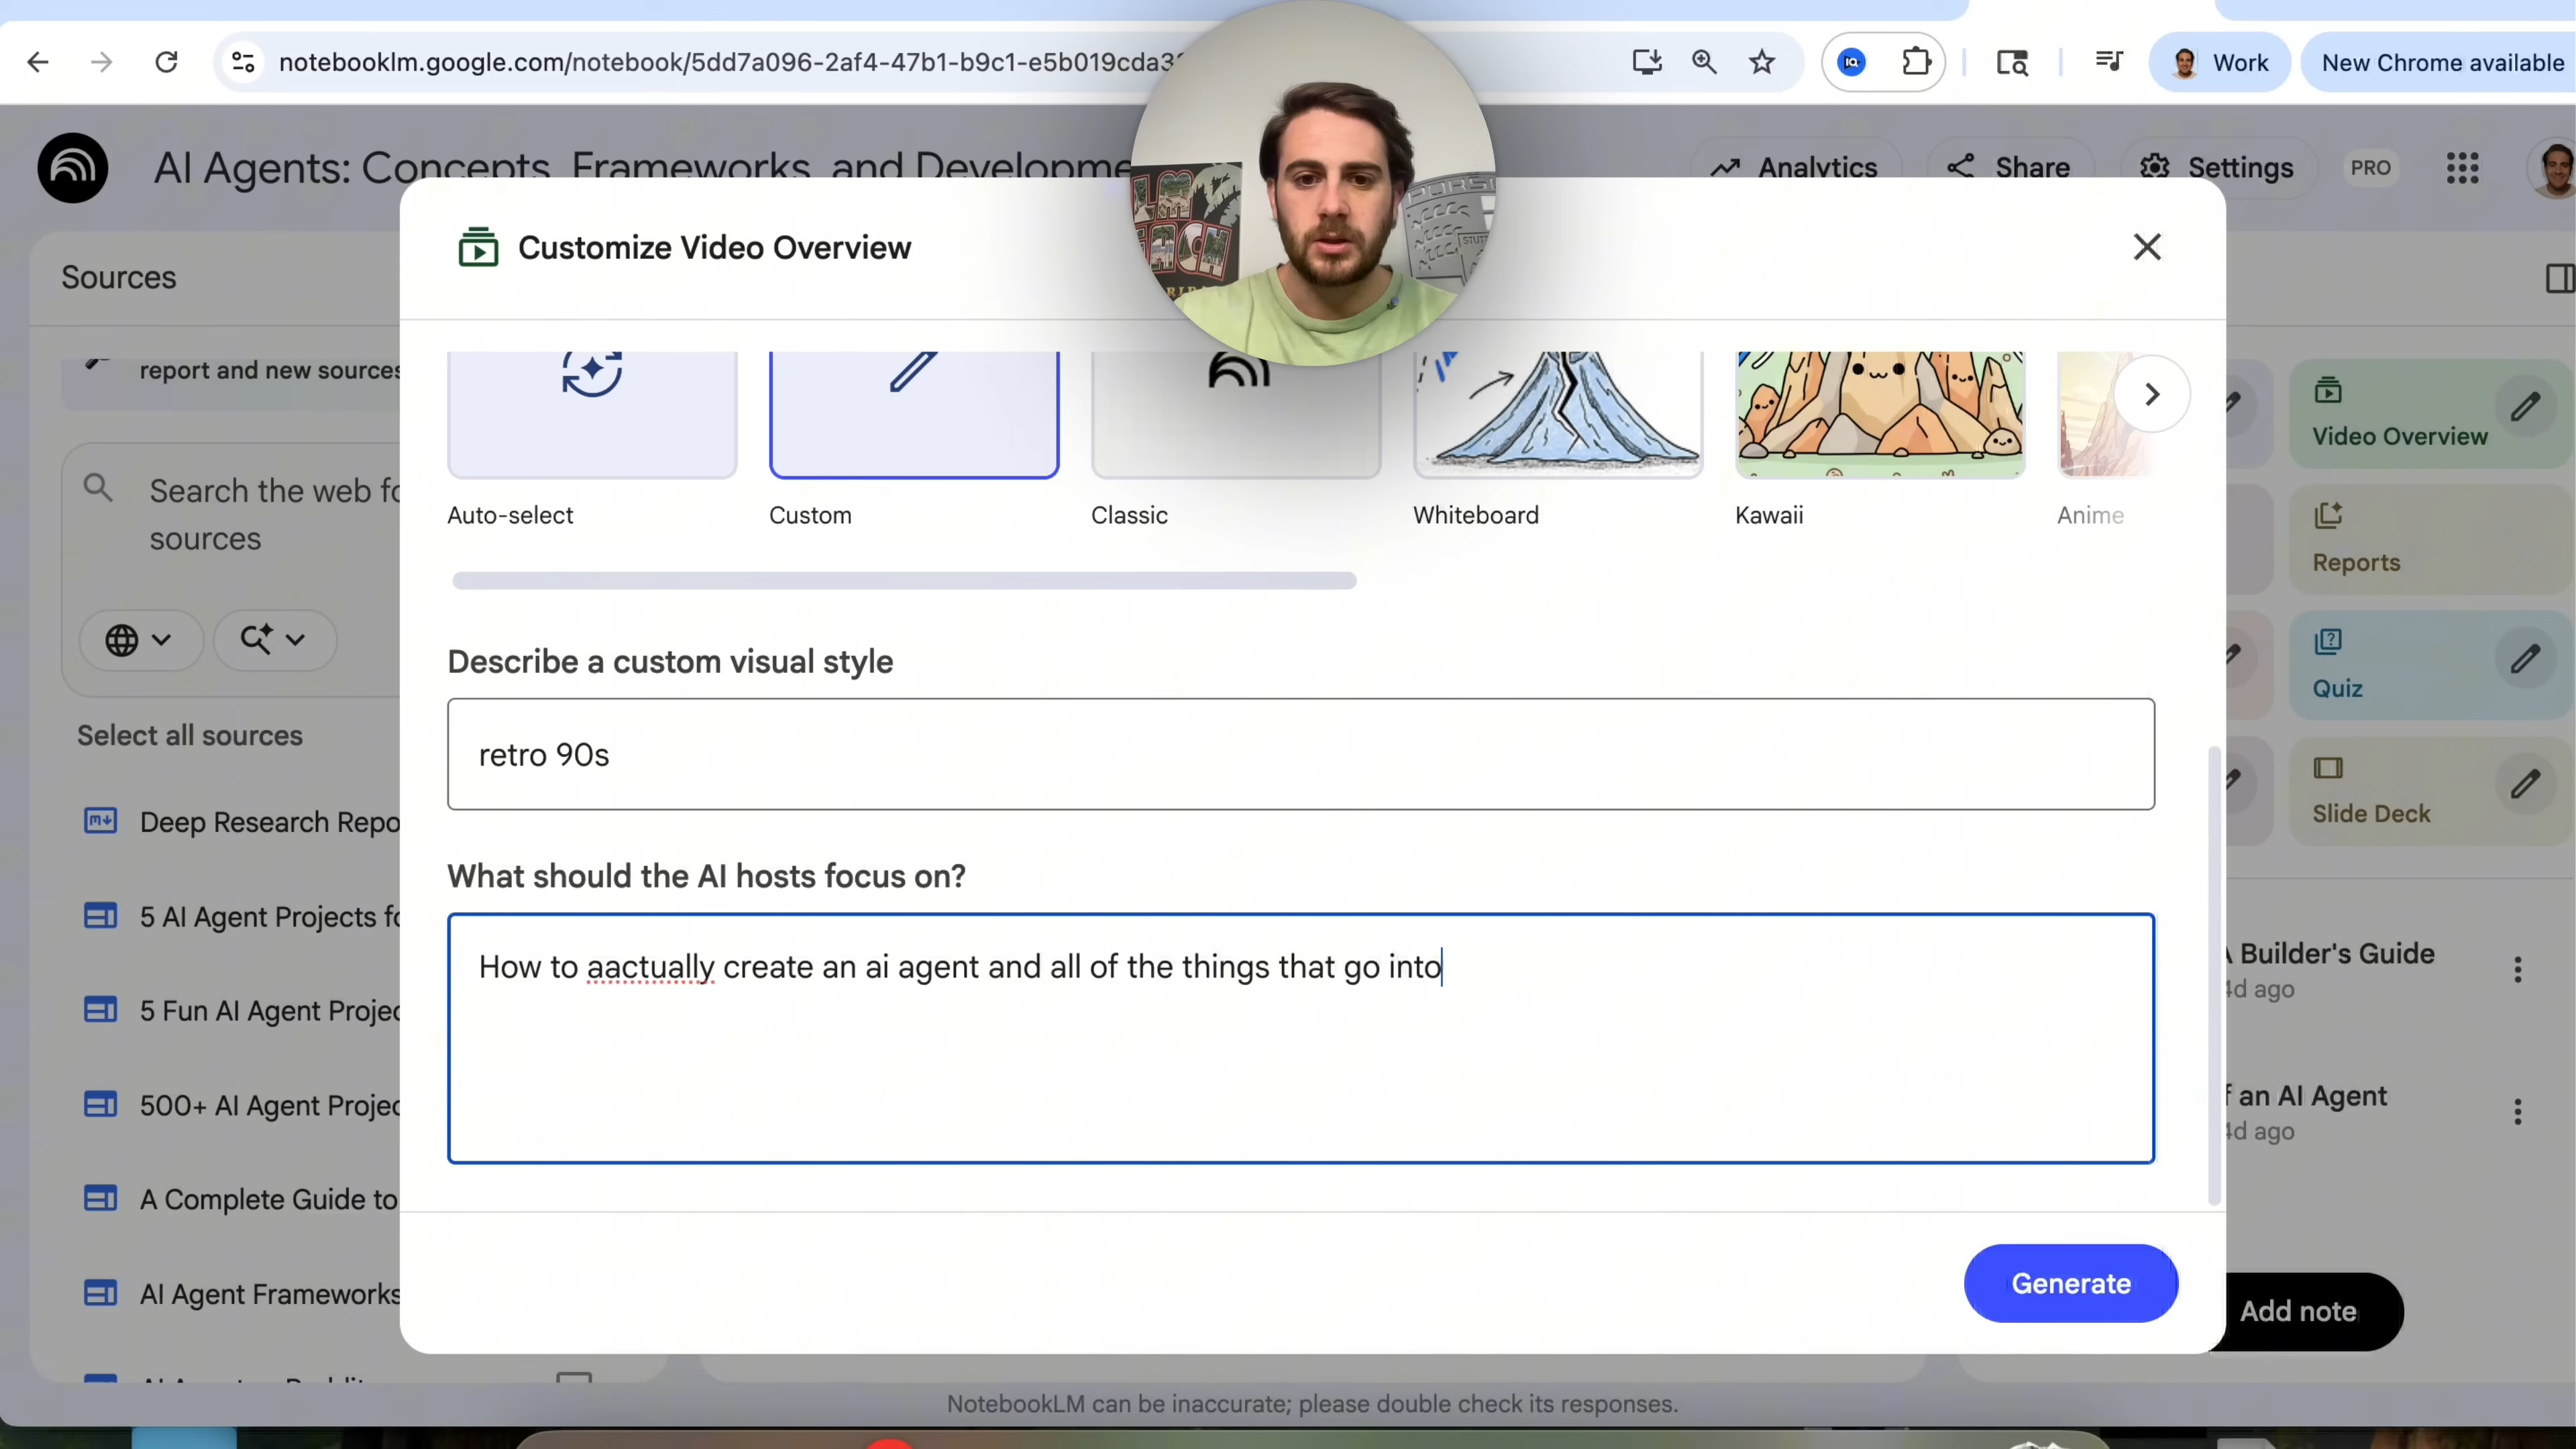 notebooklm.google.com/notebook/5dd7a096-2af4-47b1-b9c1-e5b019cda3
Work
New Chrome available
AI Agents: Concepts, Frameworks, and Developme
Analytics
Share
Settings
PRO
Customize Video Overview
Sources
report and new sources
Search the web fo
sources
Select all sources
Deep Research Repo
5 AI Agent Projects fo
5 Fun AI Agent Projec
500+ AI Agent Projec
A Complete Guide to
AI Agent Frameworks
Auto-select
Custom
Classic
Whiteboard
Kawaii
Anime
Describe a custom visual style
retro 90s
What should the AI hosts focus on?
How to aactually create an ai agent and all of the things that go into
Generate
Video Overview
Reports
Quiz
Slide Deck
A Builder's Guide
4d ago
f an AI Agent
4d ago
Add note
NotebookLM can be inaccurate; please double check its responses.